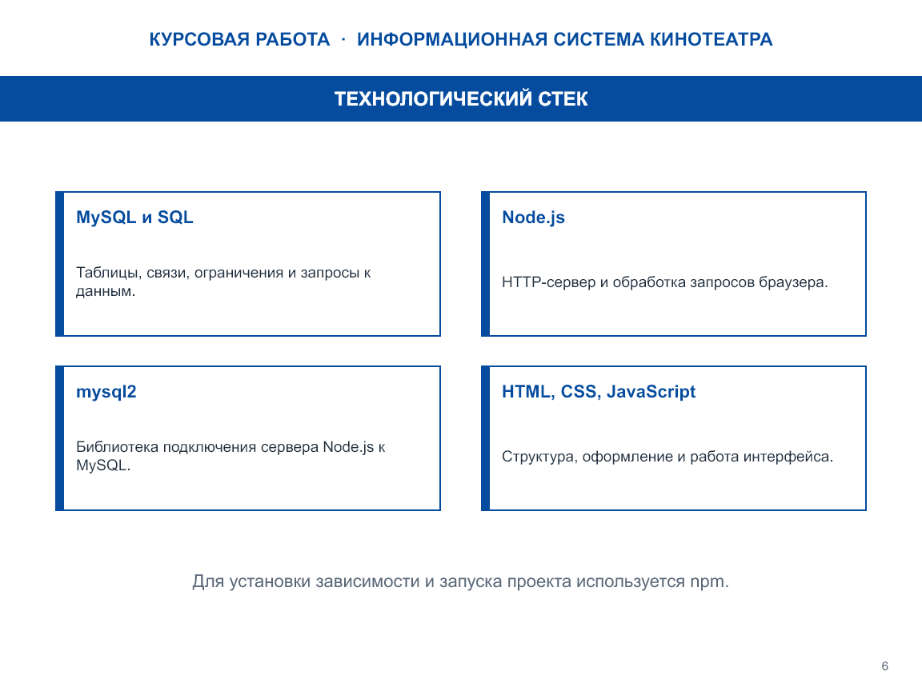 КУРСОВАЯ РАБОТА · ИНФОРМАЦИОННАЯ СИСТЕМА КИНОТЕАТРА
ТЕХНОЛОГИЧЕСКИЙ СТЕК
MySQL и SQL
Таблицы, связи, ограничения и запросы к
данным.
Node.js
HTTP-сервер и обработка запросов браузера.
mysql2
Библиотека подключения сервера Node.js к
MySQL.
HTML, CSS, JavaScript
Структура, оформление и работа интерфейса.
Для установки зависимости и запуска проекта используется npm.
6